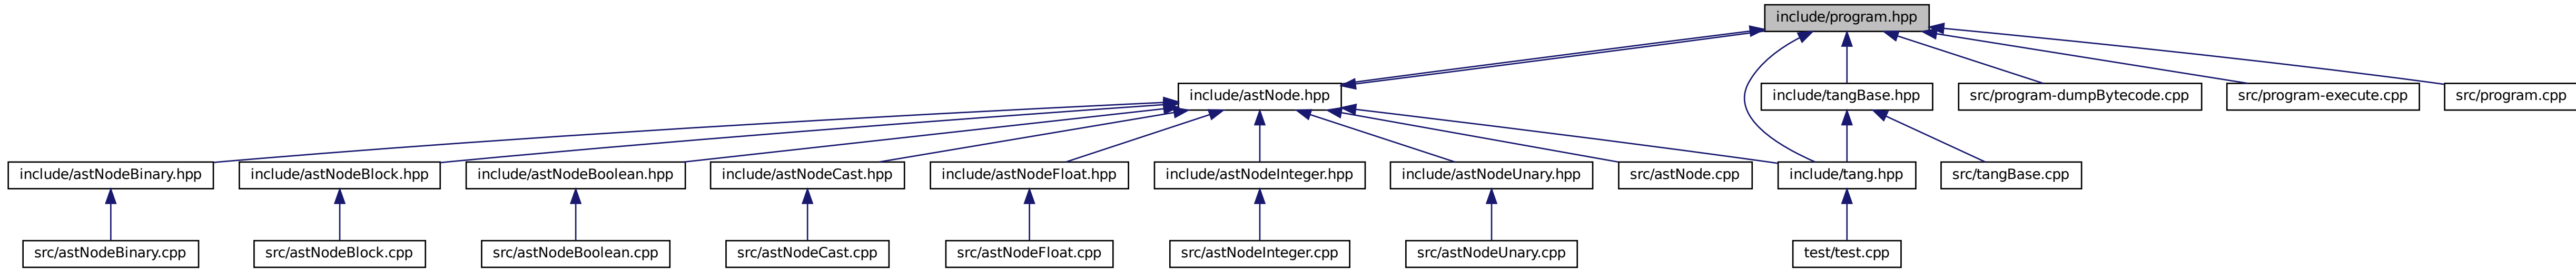 include/program.hpp
include/astNode.hpp
include/tangBase.hpp
src/program-dumpBytecode.cpp
src/program-execute.cpp
src/program.cpp
include/astNodeBinary.hpp
include/astNodeBlock.hpp
include/astNodeBoolean.hpp
include/astNodeCast.hpp
include/astNodeFloat.hpp
include/astNodeInteger.hpp
include/astNodeUnary.hpp
src/astNode.cpp
include/tang.hpp
src/tangBase.cpp
src/astNodeBinary.cpp
src/astNodeBlock.cpp
src/astNodeBoolean.cpp
src/astNodeCast.cpp
src/astNodeFloat.cpp
src/astNodeInteger.cpp
src/astNodeUnary.cpp
test/test.cpp